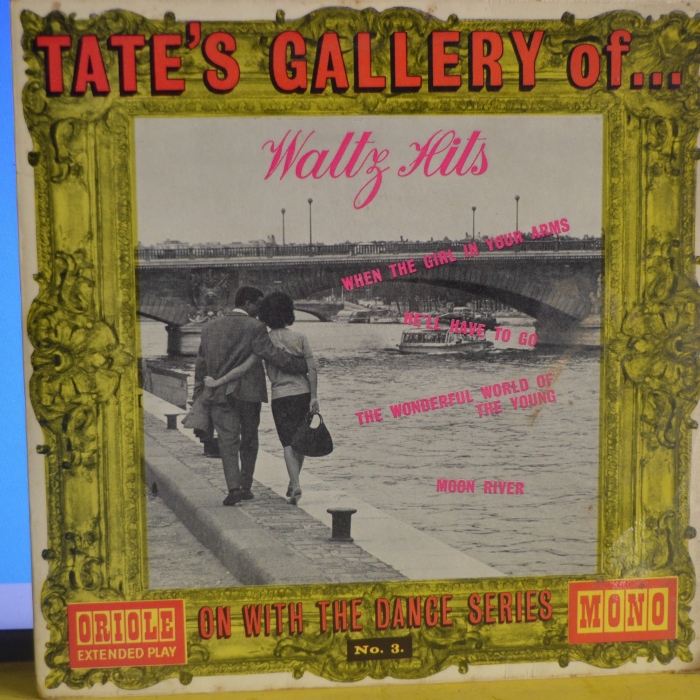 TATE'S GALLERY of...
Waltz Hits
WHEN THE GIRL IN YOUR ARMS
HE'LL HAVE TO GO
THE WONDERFUL WORLD OF
THE YOUNG
MOON RIVER
ORIOLE
EXTENDED PLAY
ON WITH THE DANCE SERIES
No. 3.
MONO